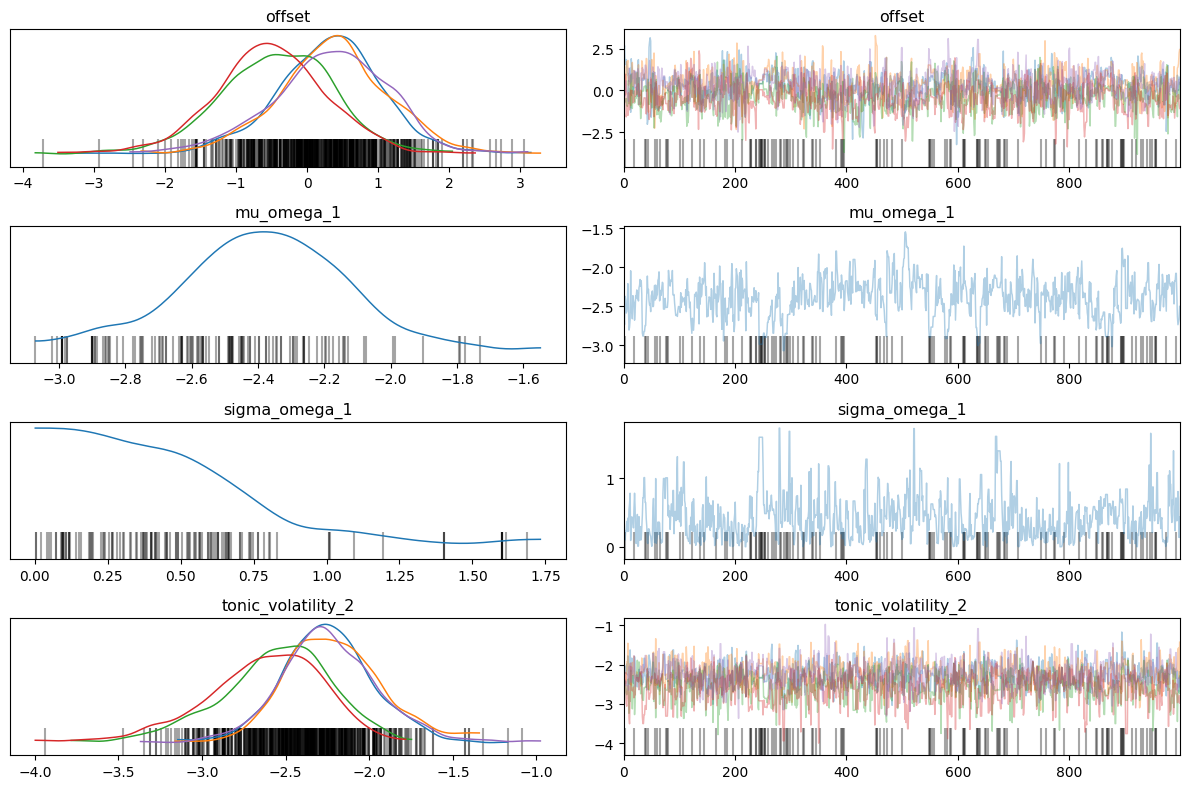 offset offset
2.5
0.0
−2.5
−4 −3 −2 −1 0 1 2 3 0 200 400 600 800
mu_omega_1 mu_omega_1
−1.5
−2.0
−2.5
−3.0
−3.0 −2.8 −2.6 −2.4 −2.2 −2.0 −1.8 −1.6 0 200 400 600 800
sigma_omega_1 sigma_omega_1
1
0
0.00 0.25 0.50 0.75 1.00 1.25 1.50 1.75 0 200 400 600 800
tonic_volatility_2 tonic_volatility_2
−1
−2
−3
−4
−4.0 −3.5 −3.0 −2.5 −2.0 −1.5 −1.0 0 200 400 600 800